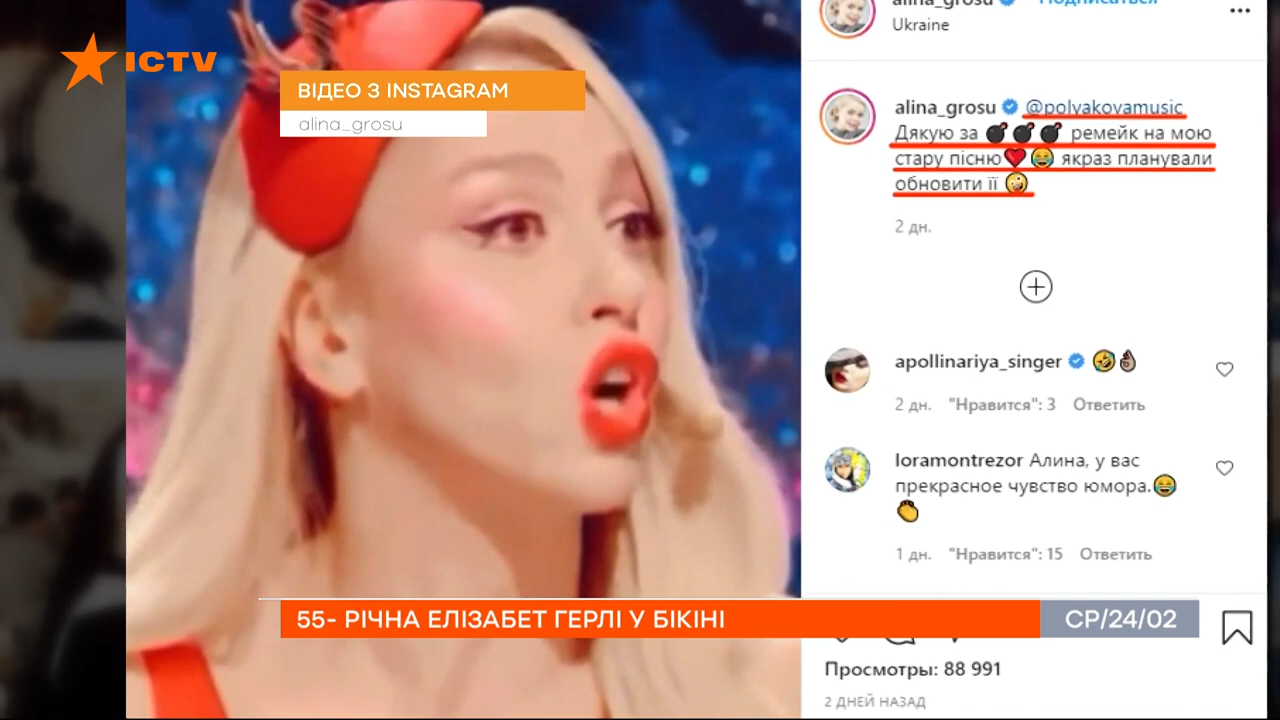 ICTV
ВІДЕО З INSTAGRAM
alina_grosu
alina_grosu Подписаться
Ukraine
alina_grosu @polyakovamusic
Дякую за 💣💣💣 ремейк на мою
стару пісню❤️😂 якраз планували
обновити її 🤪
2 дн.
apollinariya_singer 🤣👌🏿
2 дн. "Нравится": 3 Ответить
loramontrezor Алина, у вас
прекрасное чувство юмора.😂
👏
1 дн. "Нравится": 15 Ответить
55- РІЧНА ЕЛІЗАБЕТ ГЕРЛІ У БІКІНІ
СР/24/02
Просмотры: 88 991
2 ДНЕЙ НАЗАД